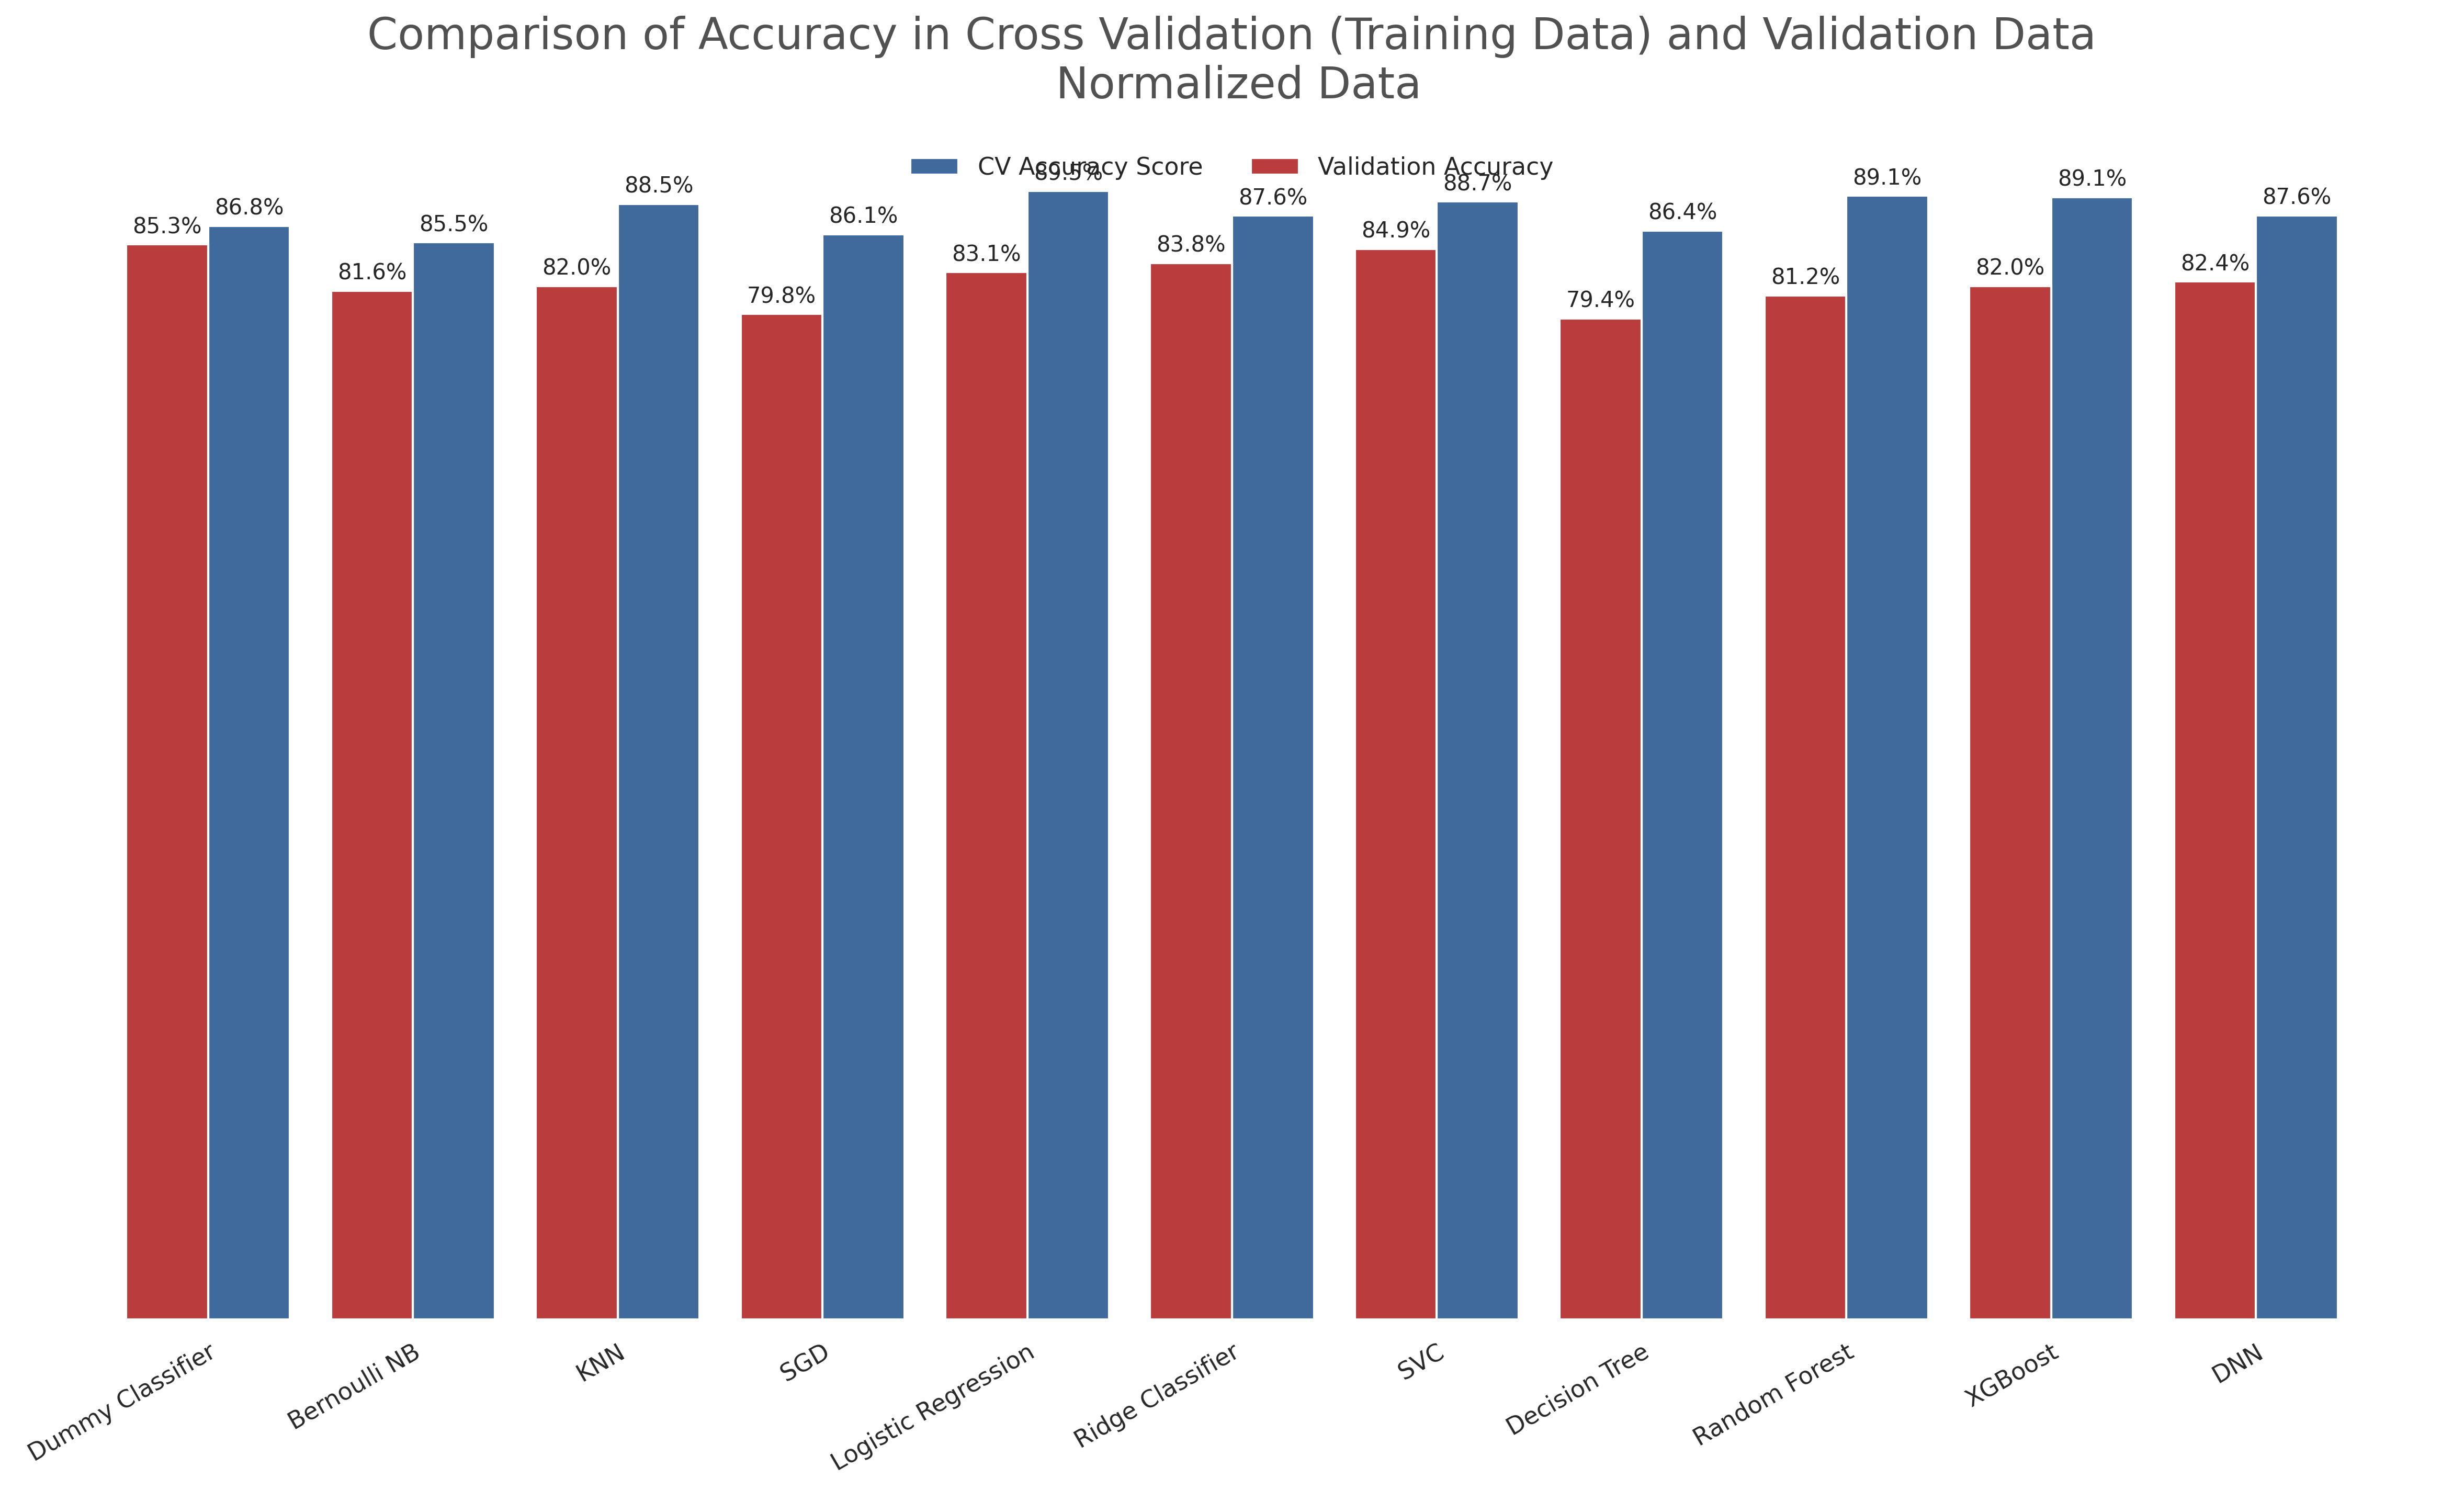 Comparison of Accuracy in Cross Validation (Training Data) and Validation Data
Normalized Data
CV Accuracy Score
Validation Accuracy
85.3%
86.8%
81.6%
85.5%
82.0%
88.5%
79.8%
86.1%
83.1%
89.5%
83.8%
87.6%
84.9%
88.7%
79.4%
86.4%
81.2%
89.1%
82.0%
89.1%
82.4%
87.6%
Dummy Classifier
Bernoulli NB
KNN
SGD
Logistic Regression
Ridge Classifier
SVC
Decision Tree
Random Forest
XGBoost
DNN